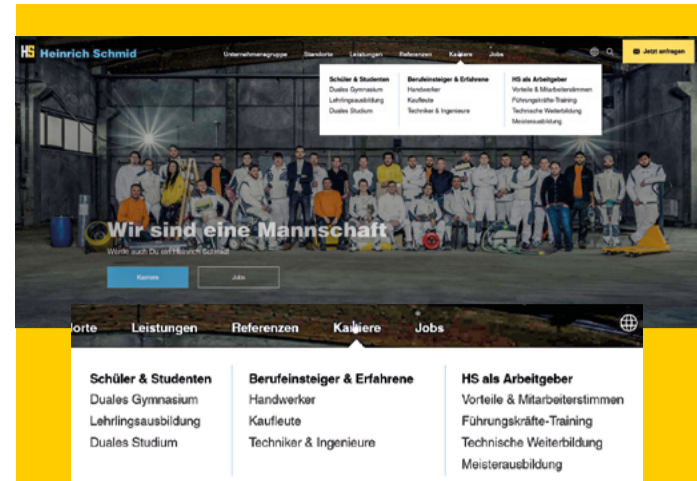 HS Heinrich Schmid
Unternehmensgruppe Standorte Leistungen Referenzen Karriere Jobs
Jetzt anfragen
Schüler & Studenten
Duales Gymnasium
Lehrlingsausbildung
Duales Studium
Berufeinsteiger & Erfahrene
Handwerker
Kaufleute
Techniker & Ingenieure
HS als Arbeitgeber
Vorteile & Mitarbeiterstimmen
Führungskräfte-Training
Technische Weiterbildung
Meisterausbildung
Wir sind eine Mannschaft
Werde auch Du ein Heinrich Schmid!
Karriere
Jobs
dorte Leistungen Referenzen Karriere Jobs
Schüler & Studenten
Duales Gymnasium
Lehrlingsausbildung
Duales Studium
Berufeinsteiger & Erfahrene
Handwerker
Kaufleute
Techniker & Ingenieure
HS als Arbeitgeber
Vorteile & Mitarbeiterstimmen
Führungskräfte-Training
Technische Weiterbildung
Meisterausbildung